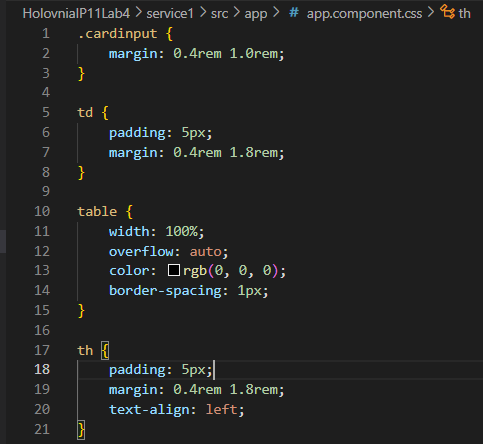 HolovnialP11Lab4 > service1 > src > app > # app.component.css > th
1 .cardinput {
2     margin: 0.4rem 1.0rem;
3 }
4
5 td {
6     padding: 5px;
7     margin: 0.4rem 1.8rem;
8 }
9
10 table {
11     width: 100%;
12     overflow: auto;
13     color: rgb(0, 0, 0);
14     border-spacing: 1px;
15 }
16
17 th {
18     padding: 5px;
19     margin: 0.4rem 1.8rem;
20     text-align: left;
21 }